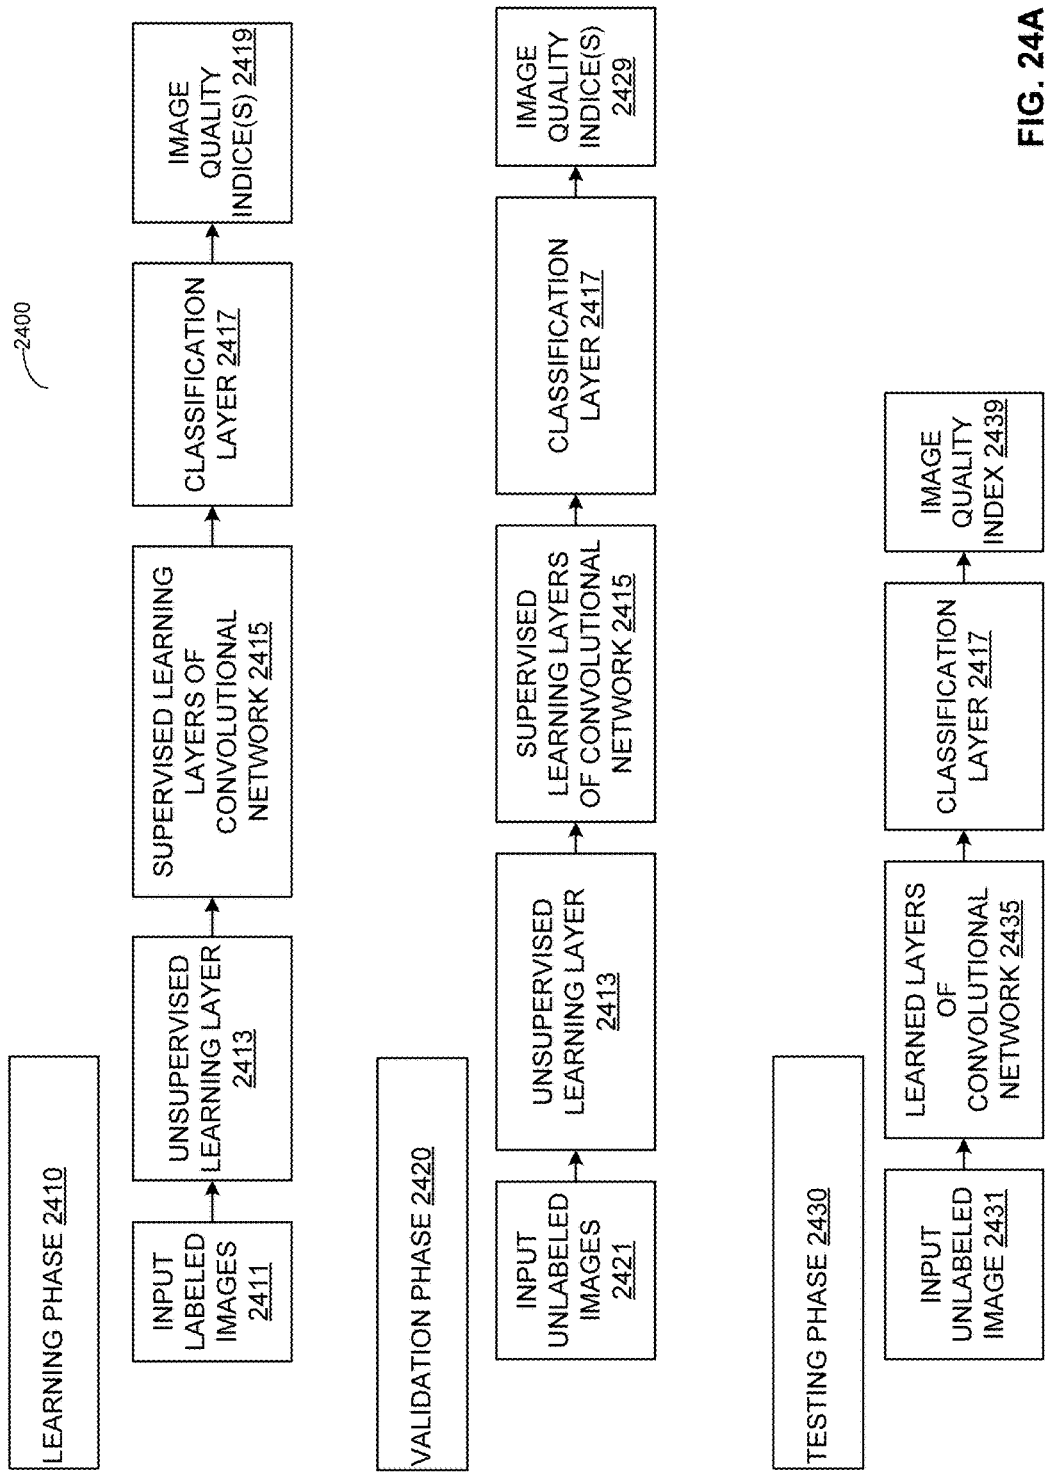 2400
LEARNING PHASE 2410
INPUT
LABELED
IMAGES
2411
UNSUPERVISED
LEARNING LAYER
2413
SUPERVISED LEARNING
LAYERS OF
CONVOLUTIONAL
NETWORK 2415
CLASSIFICATION
LAYER 2417
IMAGE
QUALITY
INDICE(S) 2419
VALIDATION PHASE 2420
INPUT
UNLABELED
IMAGES
2421
UNSUPERVISED
LEARNING LAYER
2413
SUPERVISED
LEARNING LAYERS
OF CONVOLUTIONAL
NETWORK 2415
CLASSIFICATION
LAYER 2417
IMAGE
QUALITY
INDICE(S)
2429
TESTING PHASE 2430
INPUT
UNLABELED
IMAGE 2431
LEARNED LAYERS
OF
CONVOLUTIONAL
NETWORK 2435
CLASSIFICATION
LAYER 2417
IMAGE
QUALITY
INDEX 2439
FIG. 24A